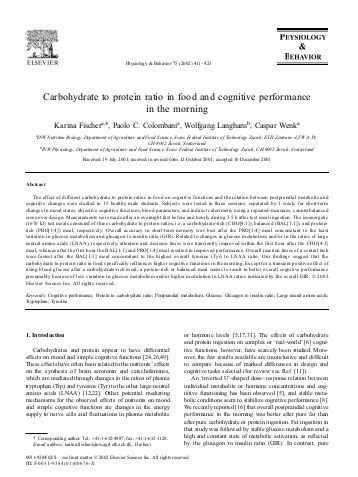 PHYSIOLOGY
&
BEHAVIOR
ELSEVIER
Physiology & Behavior 75 (2002) 411–423
Carbohydrate to protein ratio in food and cognitive performance
in the morning
Karina Fischer, Paolo C. Colombani, Wolfgang Langhans, Caspar Wenk
INW Nutrition Biology, Department of Agriculture and Food Science, Swiss Federal Institute of Technology Zurich, ETH Zentrum–LFW A 33,
CH-8092 Zurich, Switzerland
INW Physiology, Department of Agriculture and Food Science, Swiss Federal Institute of Technology Zurich, CH-8092 Zurich, Switzerland
Received 19 July 2001; received in revised form 12 October 2001; accepted 10 December 2001
Abstract
The effect of different carbohydrate to protein ratios in food on cognitive functions and the relation between postprandial metabolic and
cognitive changes were studied in 15 healthy male students. Subjects were tested in three sessions, separated by 1 week, for short-term
changes in mood states, objective cognitive functions, blood parameters, and indirect calorimetry using a repeated-measures, counterbalanced
crossover design. Measurements were made after an overnight fast before and hourly during 3.5 h after test meal ingestion. The isoenergetic
(1670 kJ) test meals consisted of three carbohydrate to protein ratios, i.e. a carbohydrate-rich (CHO[4:1]), balanced (BAL[1:1]), and protein-
rich (PRO[1:4]) meal, respectively. Overall accuracy in short-term memory was best after the PRO[1:4] meal concomitant to the least
variation in glucose metabolism and glucagon to insulin ratio (GIR). Related to changes in glucose metabolism and/or in the ratios of large
neutral amino acids (LNAA), respectively, attention and decision times were transiently improved within the first hour after the CHO[4:1]
meal, whereas after the first hour the BAL[1:1] and PRO[1:4] meal resulted in improved performance. Overall reaction times of a central task
were fastest after the BAL[1:1] meal concomitant to the highest overall tyrosine (Tyr) to LNAA ratio. Our findings suggest that the
carbohydrate to protein ratio in food specifically influences higher cognitive functions in the morning. Except for a transient positive effect of
rising blood glucose after a carbohydrate-rich meal, a protein-rich or balanced meal seems to result in better overall cognitive performance
presumably because of less variation in glucose metabolism and/or higher modulation in LNAA ratios indicated by the overall GIR. © 2002
Elsevier Science Inc. All rights reserved.
Keywords: Cognitive performance; Protein to carbohydrate ratio; Postprandial metabolism; Glucose; Glucagon to insulin ratio; Large neutral amino acids;
Tryptophan; Tyrosine
1. Introduction
Carbohydrates and protein appear to have differential
effects on mood and simple cognitive functions [24,26,49].
These effects have often been related to the nutrients' effects
on the synthesis of brain serotonin and catecholamines,
which are mediated through changes in the ratios of plasma
tryptophan (Trp) and tyrosine (Tyr) to the other large neutral
amino acids (LNAA) [12,22]. Other potential mediating
mechanisms for the observed effects of nutrients on mood
and simple cognitive functions are changes in the energy
supply to nerve cells and fluctuations in plasma metabolite
* Corresponding author. Tel.: +41-1-632-4907; fax: +41-1-632-1128.
E-mail address: karina.fischer@inw.agrl.ethz.ch (K. Fischer).
or hormone levels [5,17,31]. The effects of carbohydrate
and protein ingestion on complex or 'real-world' [6] cogni-
tive functions, however, have scarcely been studied. More-
over, the few results available are inconclusive and difficult
to compare because of marked differences in design and
cognitive tasks selected (for review see Ref. [11]).
An 'inverted U'-shaped dose–response relation between
individual metabolite or hormone concentrations and cog-
nitive functioning has been observed [5], and stable meta-
bolic conditions seem to stabilize cognitive performance [8].
We recently reported [16] that overall postprandial cognitive
performance in the morning was better after pure fat than
after pure carbohydrate or protein ingestion. Fat ingestion in
that study was followed by stable glucose metabolism and a
high and constant state of metabolic activation, as reflected
by the glucagon to insulin ratio (GIR). In contrast, pure
0031-9384/02/$ – see front matter © 2002 Elsevier Science Inc. All rights reserved.
PII: S0031-9384(01)00676-X